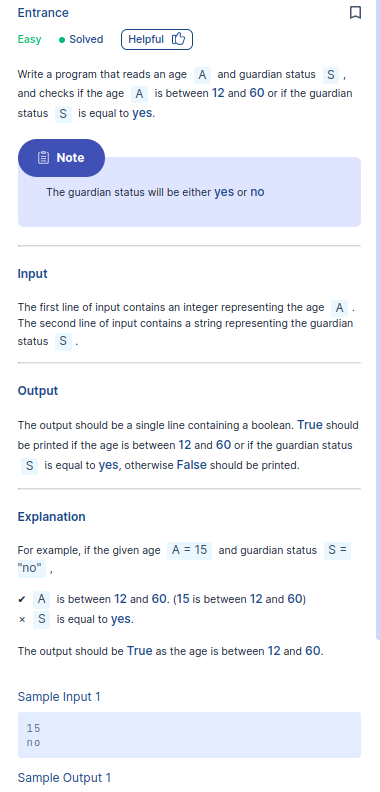 Entrance
Easy Solved Helpful
Write a program that reads an age A and guardian status S ,
and checks if the age A is between 12 and 60 or if the guardian
status S is equal to yes.
Note
The guardian status will be either yes or no
Input
The first line of input contains an integer representing the age A .
The second line of input contains a string representing the guardian
status S .
Output
The output should be a single line containing a boolean. True should
be printed if the age is between 12 and 60 or if the guardian status
S is equal to yes, otherwise False should be printed.
Explanation
For example, if the given age A = 15 and guardian status S =
"no" ,
✔ A is between 12 and 60. (15 is between 12 and 60)
× S is equal to yes.
The output should be True as the age is between 12 and 60.
Sample Input 1
15
no
Sample Output 1